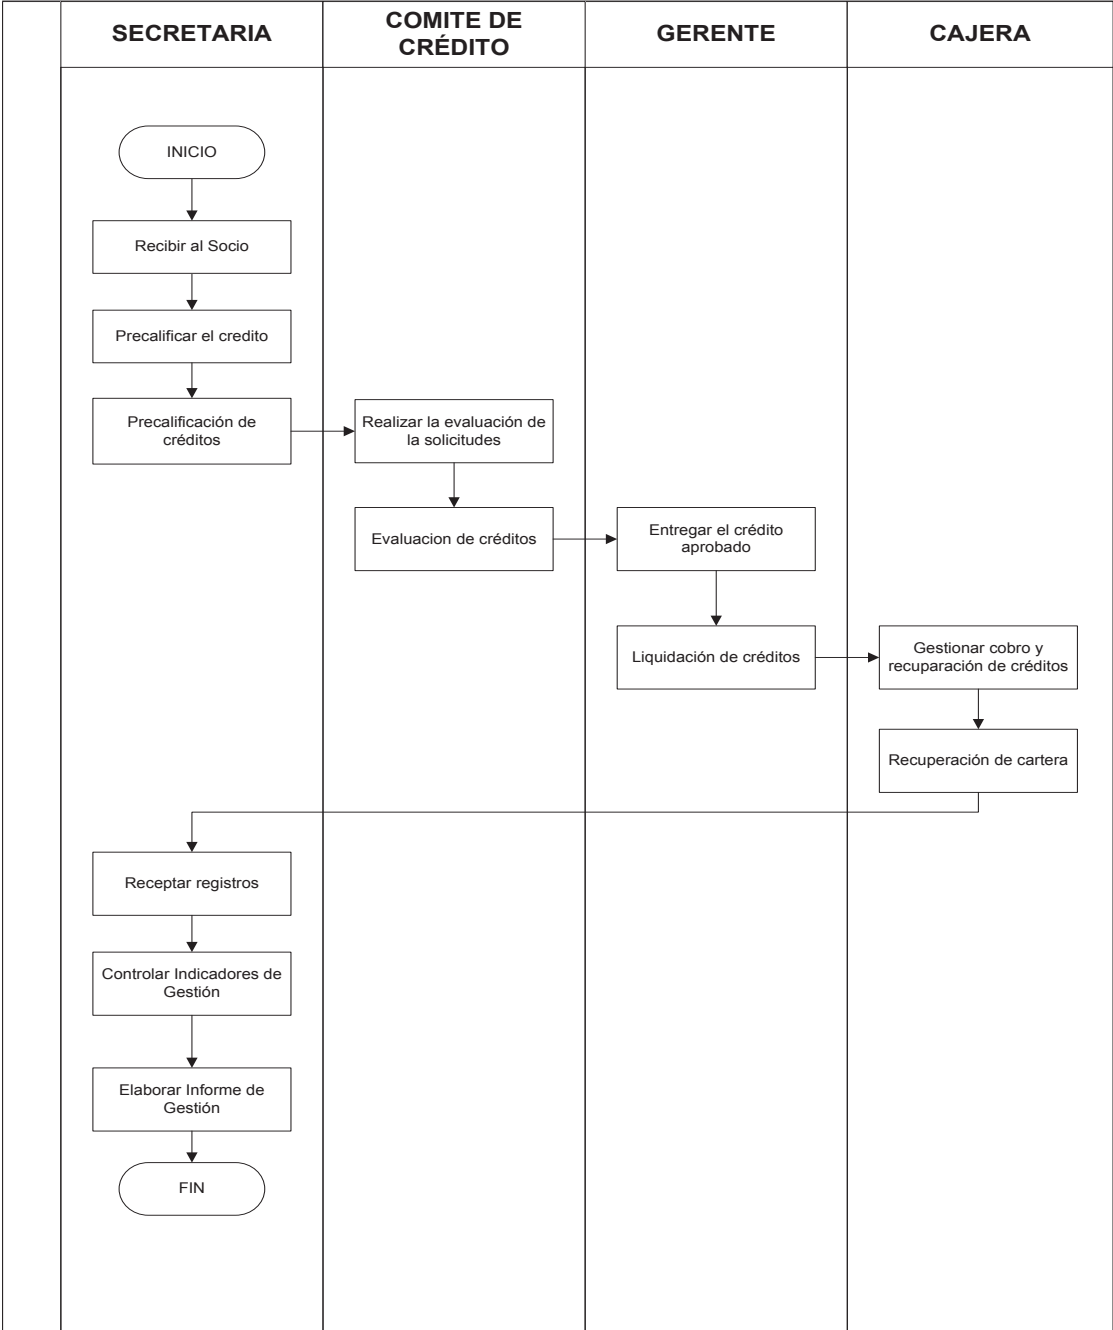 SECRETARIA
COMITE DE
CRÉDITO
GERENTE
CAJERA
INICIO
Recibir al Socio
Precalificar el credito
Precalificación de
créditos
Realizar la evaluación de
la solicitudes
Evaluacion de créditos
Entregar el crédito
aprobado
Liquidación de créditos
Gestionar cobro y
recuparación de créditos
Recuperación de cartera
Receptar registros
Controlar Indicadores de
Gestión
Elaborar Informe de
Gestión
FIN